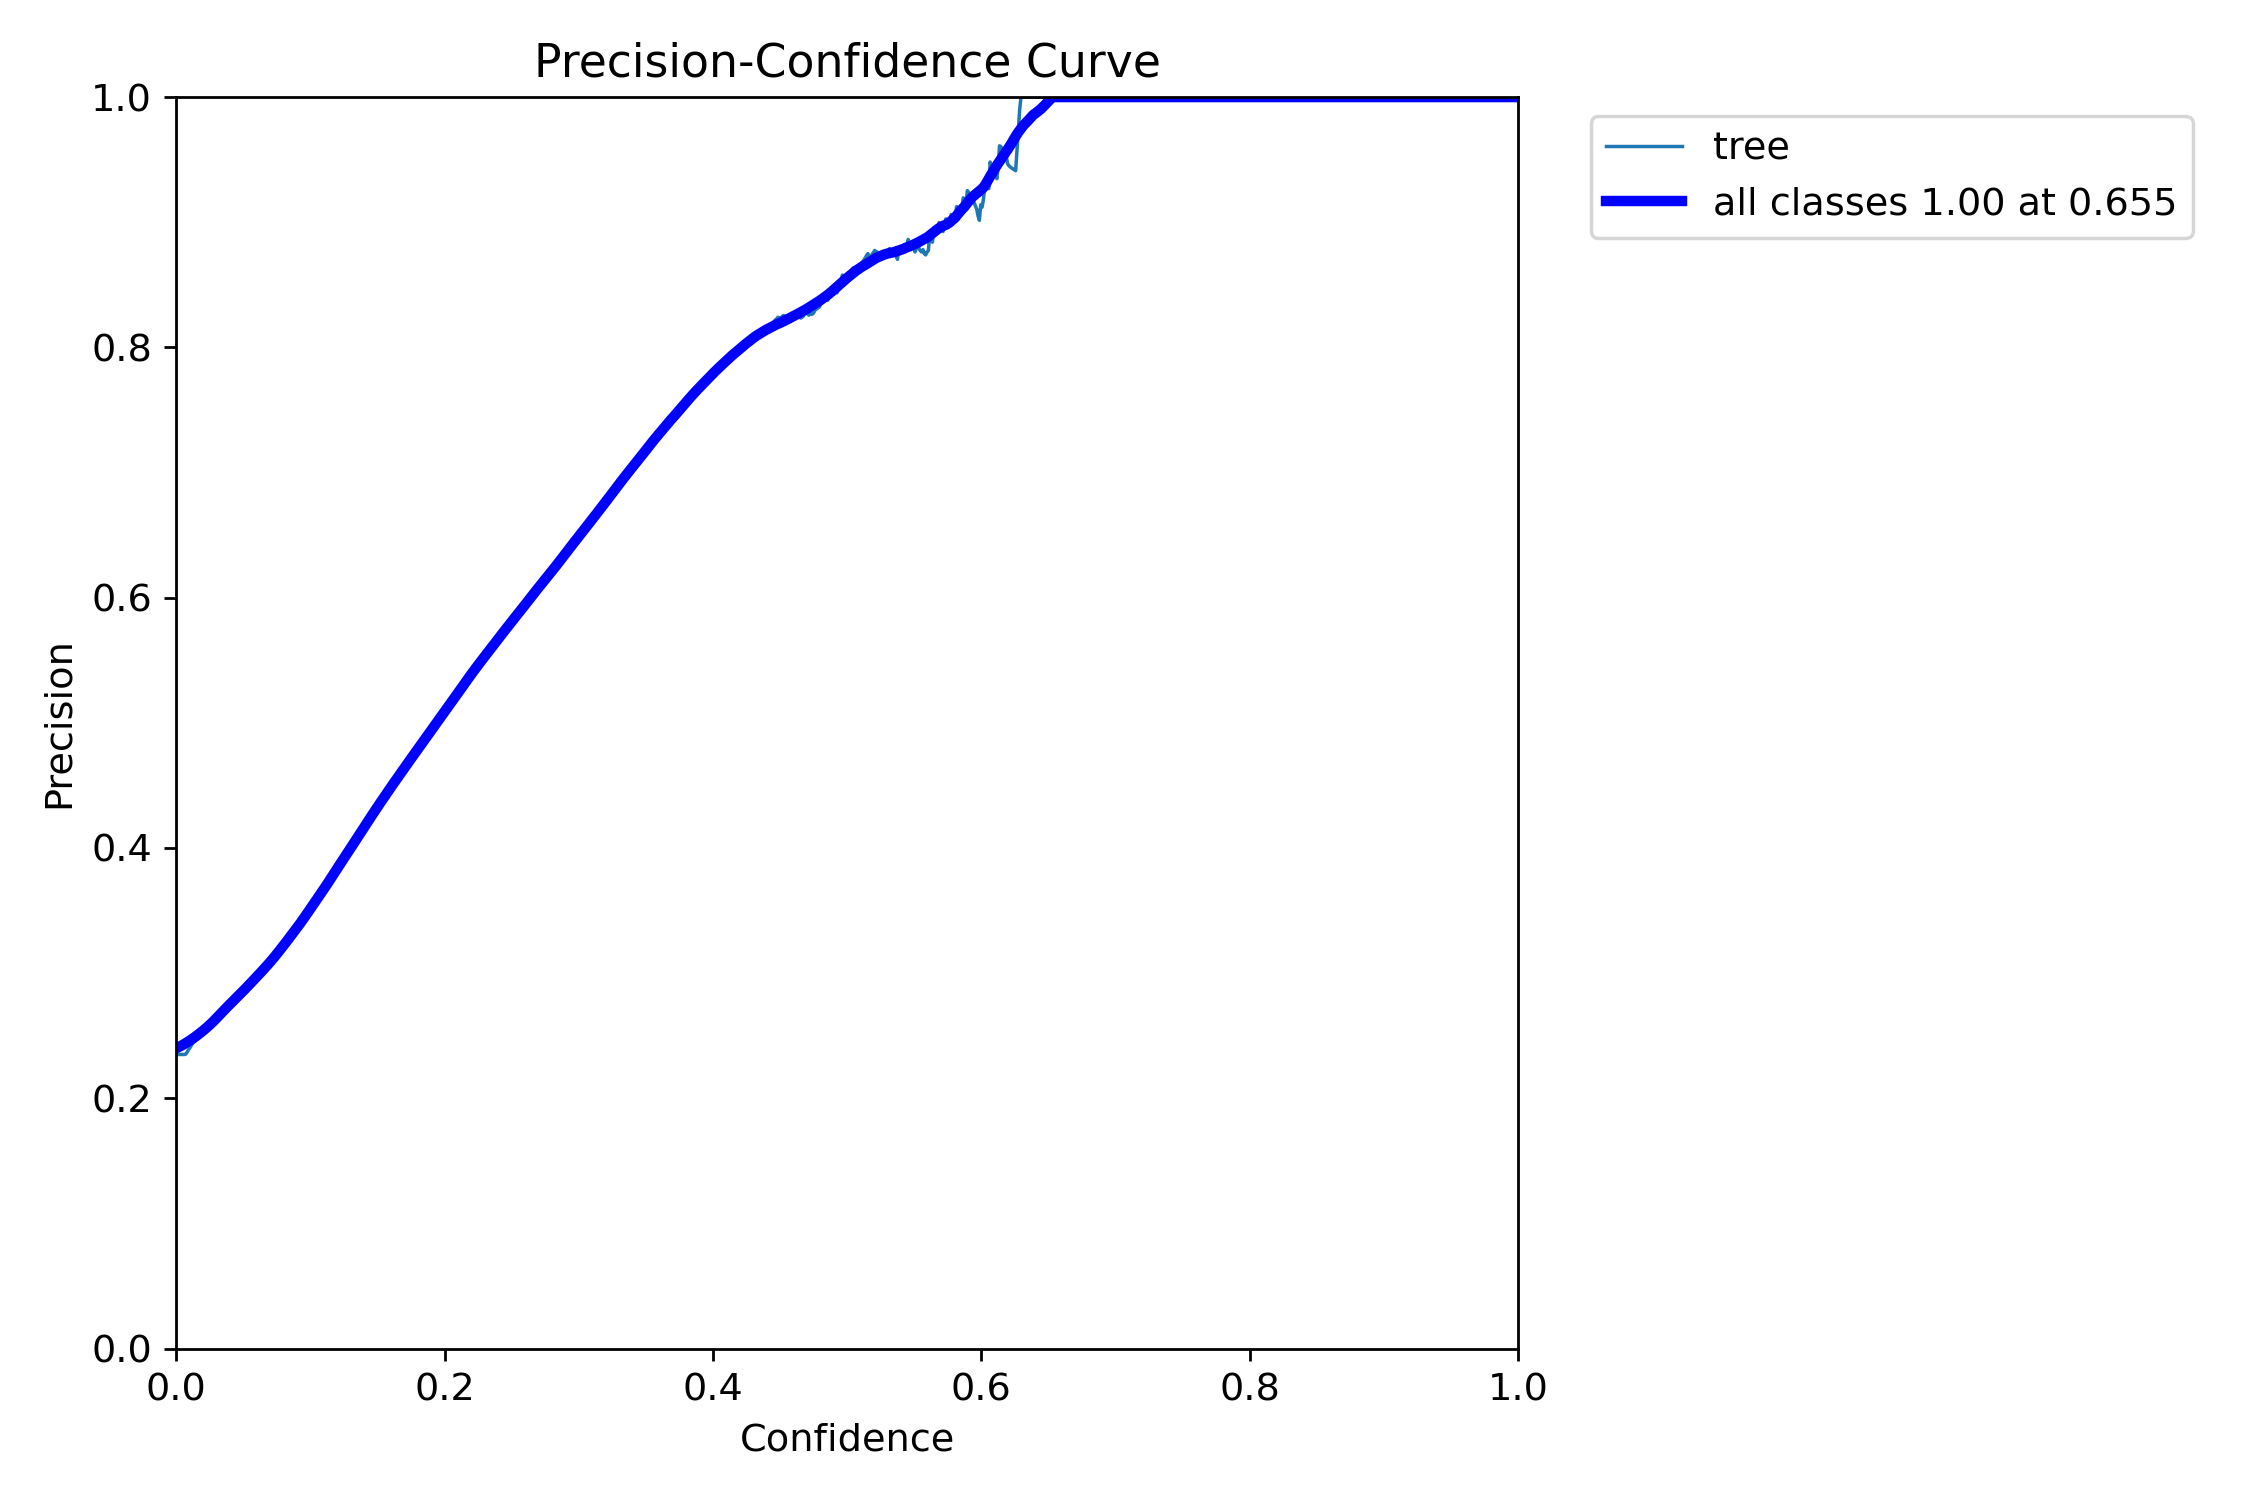 Precision-Confidence Curve
1.0
0.8
0.6
0.4
0.2
0.0
Precision
0.0 0.2 0.4 0.6 0.8 1.0
Confidence
tree
all classes 1.00 at 0.655